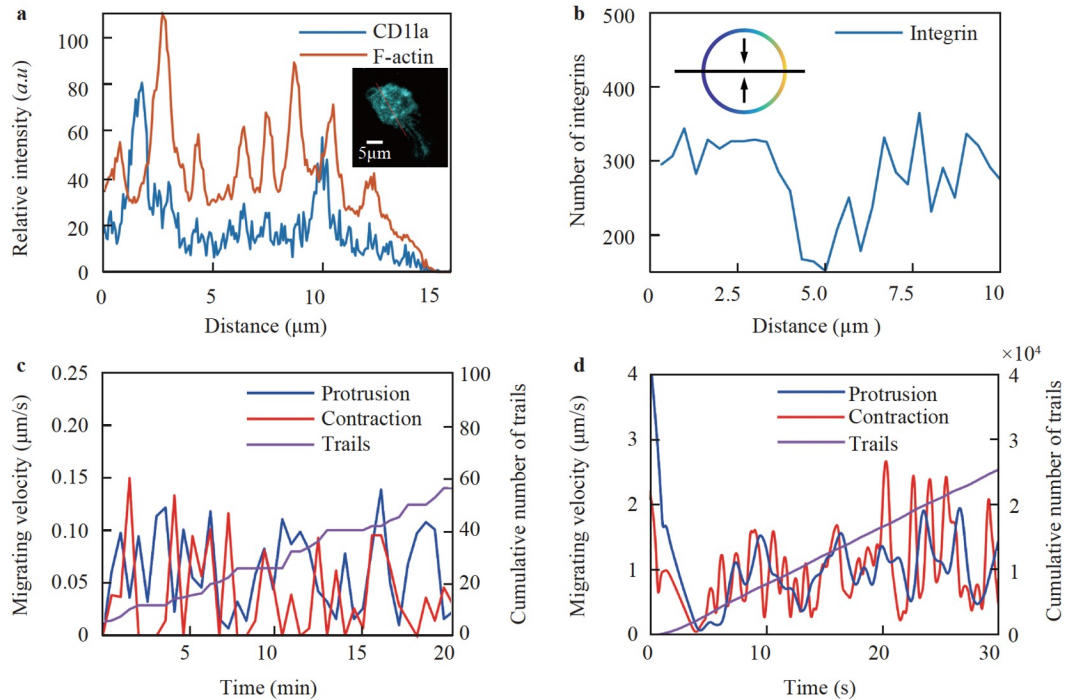 a
Relative intensity (a.u)
100
80
60
40
20
0
CD1la
F-actin
5μm
0
5
10
15
Distance (μm)
b
Number of integrins
500
400
300
200
Integrin
0
2.5
5.0
7.5
10
Distance (μm )
c
Migrating velocity (μm/s)
0.25
0.20
0.15
0.10
0.05
0
Protrusion
Contraction
Trails
100
80
60
40
20
0
Cumulative number of trails
5
10
15
20
Time (min)
d
Migrating velocity (μm/s)
4
3
2
1
0
Protrusion
Contraction
Trails
×10⁴
4
3
2
1
0
Cumulative number of trails
0
10
20
30
Time (s)